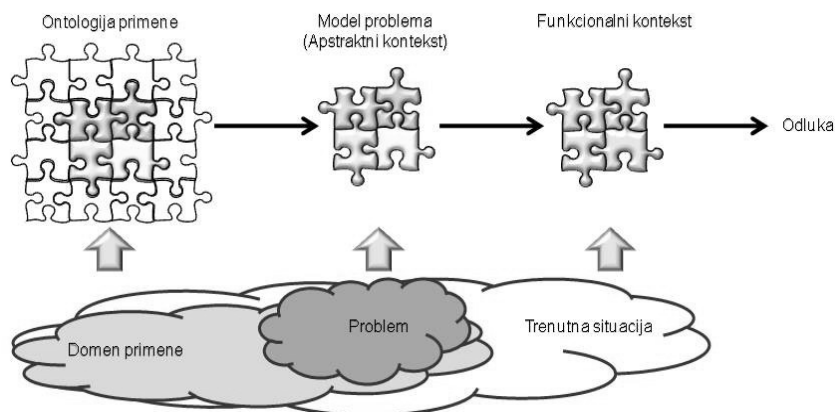 Ontologija primene
Model problema
(Apstraktni kontekst)
Funkcionalni kontekst
Odluka
Problem
Trenutna situacija
Domen primene